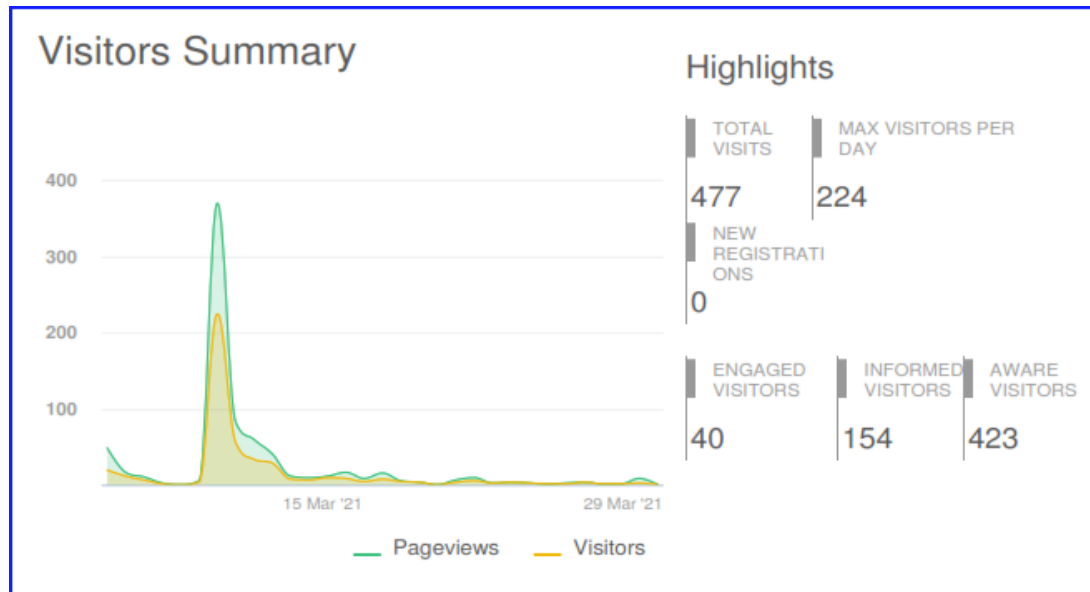 Visitors Summary
400
300
200
100
15 Mar '21
29 Mar '21
Pageviews
Visitors
Highlights
TOTAL
VISITS
477
MAX VISITORS PER
DAY
224
NEW
REGISTRATI
ONS
0
ENGAGED
VISITORS
40
INFORMED
VISITORS
154
AWARE
VISITORS
423